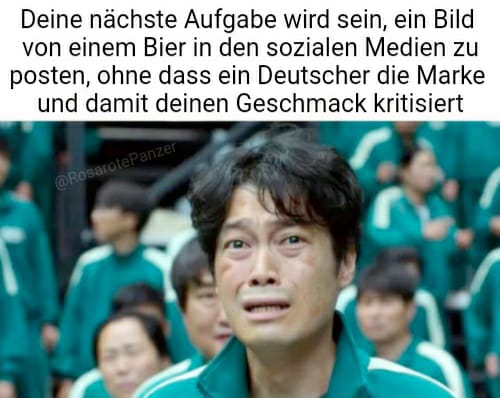 Deine nächste Aufgabe wird sein, ein Bild
von einem Bier in den sozialen Medien zu
posten, ohne dass ein Deutscher die Marke
und damit deinen Geschmack kritisiert
@RosarotePanzer